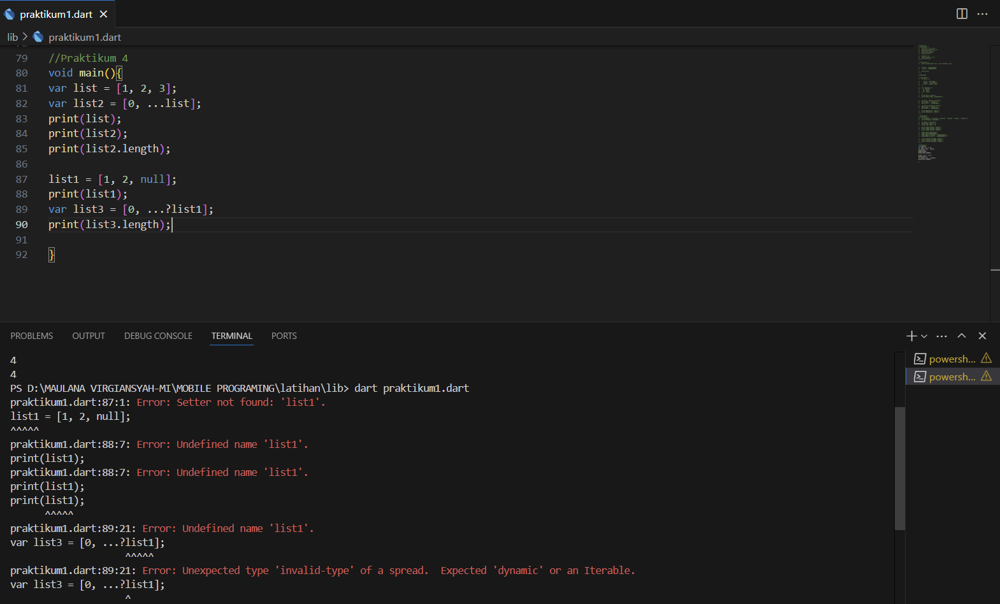 praktikum1.dart
lib > praktikum1.dart
79 //Praktikum 4
80 void main(){
81 var list = [1, 2, 3];
82 var list2 = [0, ...list];
83 print(list);
84 print(list2);
85 print(list2.length);
86
87 list1 = [1, 2, null];
88 print(list1);
89 var list3 = [0, ...?list1];
90 print(list3.length);
91
92 }
PROBLEMS OUTPUT DEBUG CONSOLE TERMINAL PORTS
powersh...
powersh...
4
4
PS D:\MAULANA VIRGIANSYAH-MI\MOBILE PROGRAMING\latihan\lib> dart praktikum1.dart
praktikum1.dart:87:1: Error: Setter not found: 'list1'.
list1 = [1, 2, null];
^^^^^
praktikum1.dart:88:7: Error: Undefined name 'list1'.
print(list1);
praktikum1.dart:88:7: Error: Undefined name 'list1'.
print(list1);
print(list1);
^^^^^
praktikum1.dart:89:21: Error: Undefined name 'list1'.
var list3 = [0, ...?list1];
^^^^^
praktikum1.dart:89:21: Error: Unexpected type 'invalid-type' of a spread.  Expected 'dynamic' or an Iterable.
var list3 = [0, ...?list1];
^